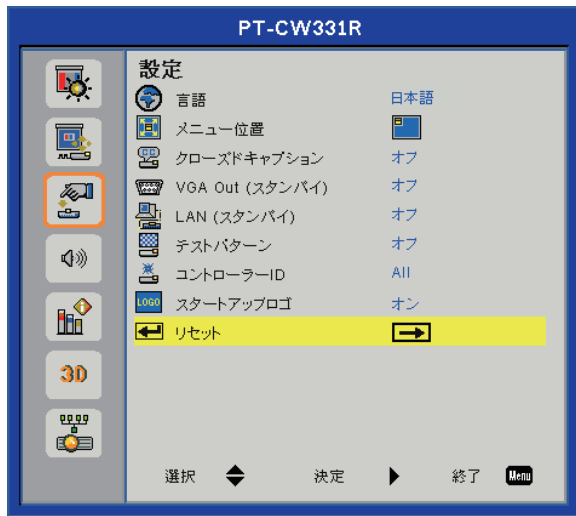 PT-CW331R
設定
言語 日本語
メニュー位置
CC クローズドキャプション オフ
VGA Out (スタンバイ) オフ
LAN (スタンバイ) オフ
テストパターン オフ
コントローラーID All
LOGO スタートアップロゴ オン
リセット
3D
選択 決定 終了 Menu